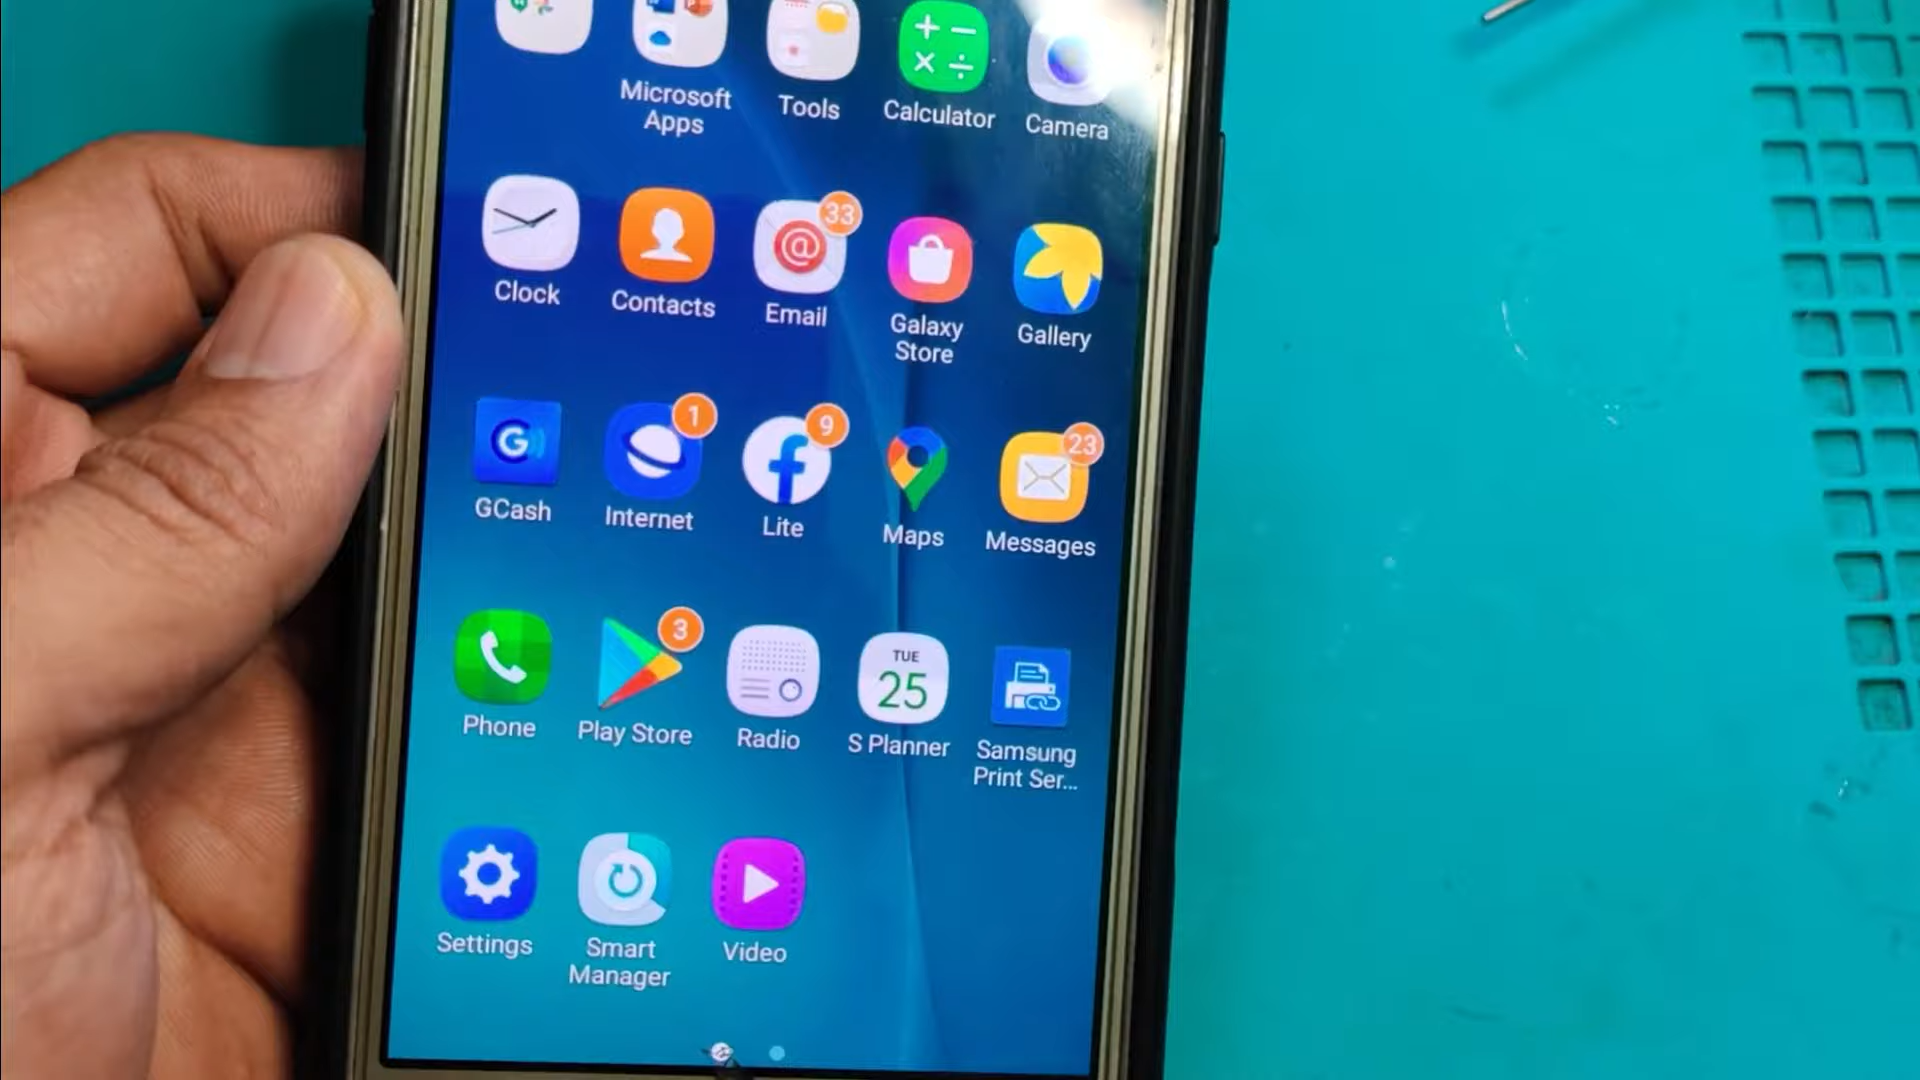 Microsoft
Apps
Tools
Calculator
Camera
33
Clock
Contacts
Email
Galaxy
Store
Gallery
1
9
23
G
GCash
Internet
Lite
Maps
Messages
3
TUE
25
Phone
Play Store
Radio
S Planner
Samsung
Print Ser...
Settings
Smart
Manager
Video